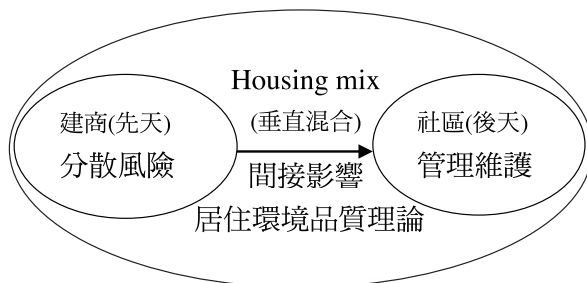 Housing mix
建商(先天)
分散風險
(垂直混合)
間接影響
社區(後天)
管理維護
居住環境品質理論